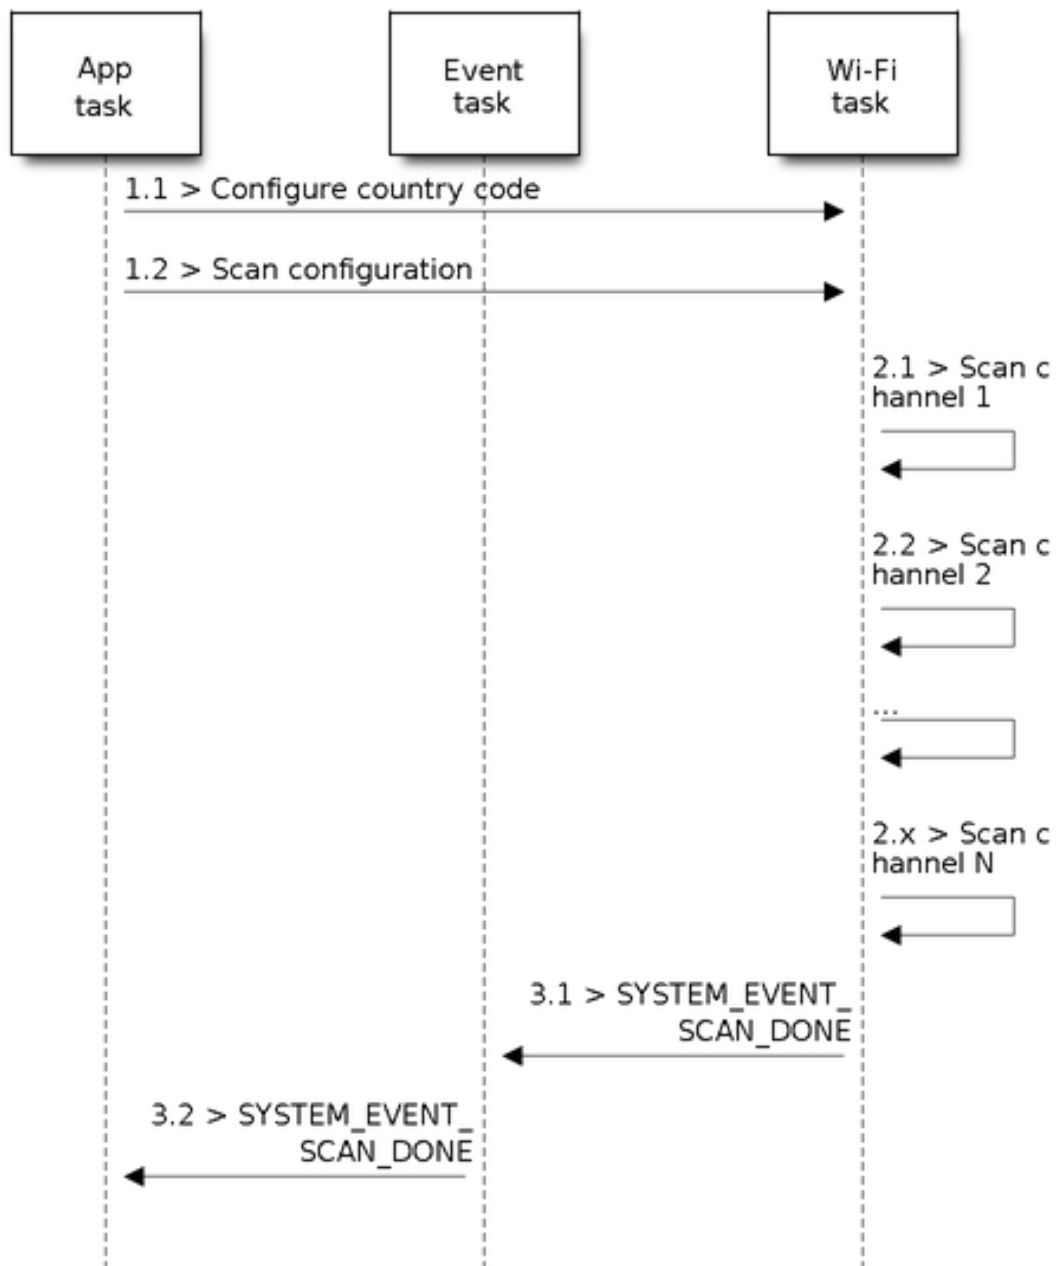 App
task
Event
task
Wi-Fi
task
1.1 > Configure country code
1.2 > Scan configuration
2.1 > Scan c
hannel 1
2.2 > Scan c
hannel 2
...
2.x > Scan c
hannel N
3.1 > SYSTEM_EVENT_
SCAN_DONE
3.2 > SYSTEM_EVENT_
SCAN_DONE